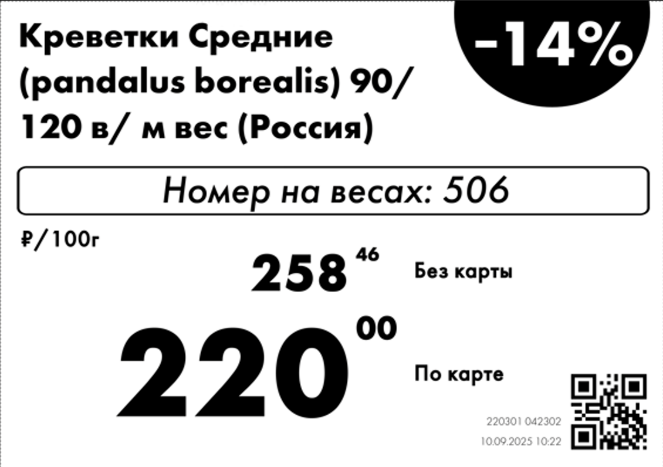 Креветки Средние
-14%
(pandalus borealis) 90/
120 в/ м вес (Россия)
Номер на весах: 506
₽/100г
258 46 Без карты
220 00 По карте
220301 042302
10.09.2025 10:22